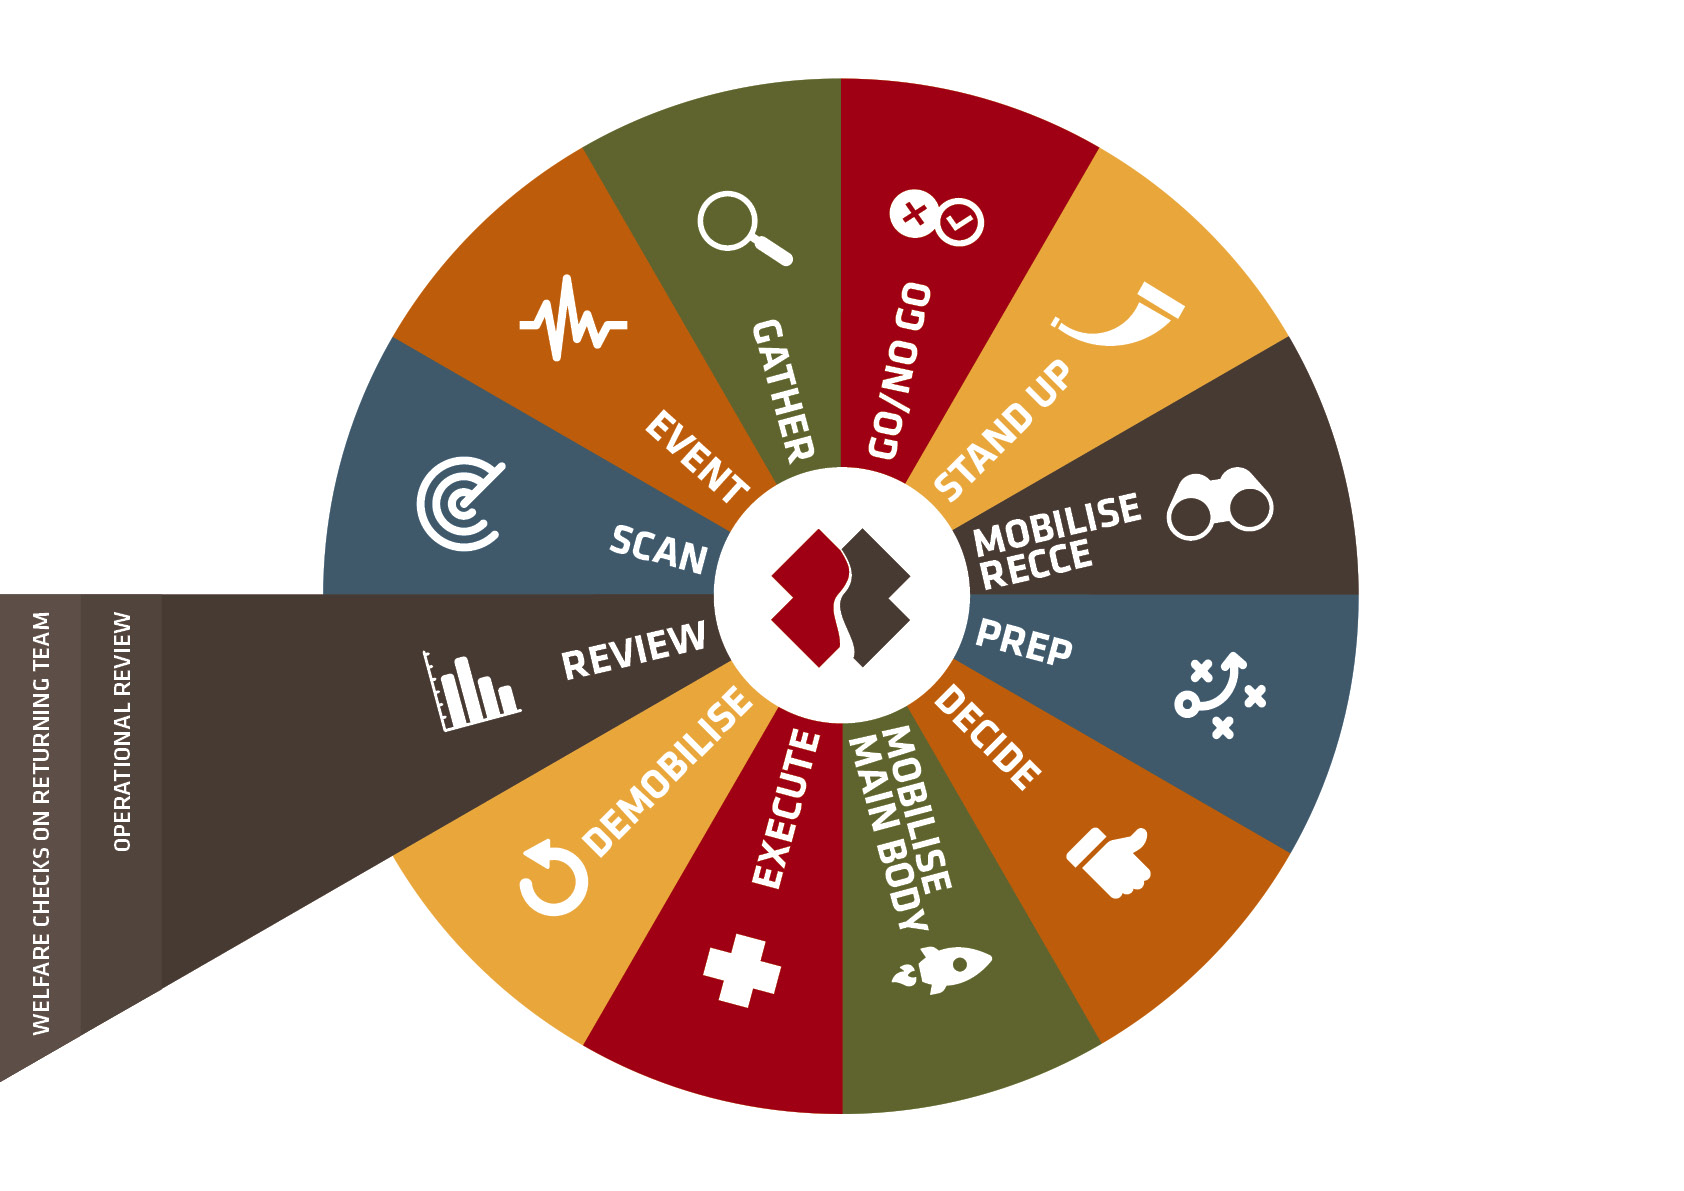 GATHER
GO/NO GO
STAND UP
MOBILISE
RECCE
PREP
DECIDE
MOBILISE
MAIN BODY
EXECUTE
DEMOBILISE
REVIEW
OPERATIONAL REVIEW
WELFARE CHECKS ON RETURNING TEAM
SCAN
EVENT